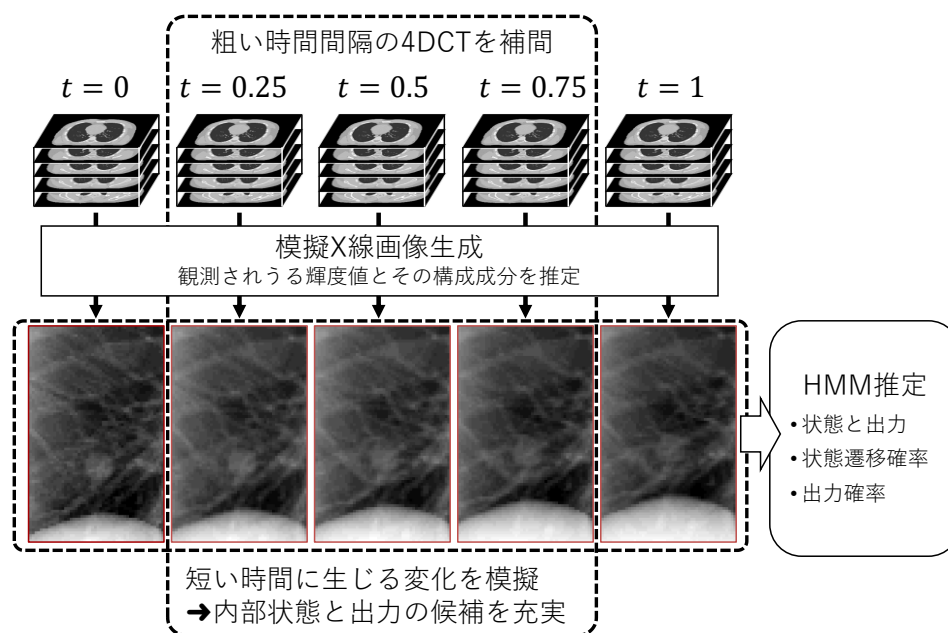 粗い時間間隔の4DCTを補間
t = 0
t = 0.25
t = 0.5
t = 0.75
t = 1
模擬X線画像生成
観測されうる輝度値とその構成成分を推定
HMM推定
•状態と出力
•状態遷移確率
•出力確率
短い時間に生じる変化を模擬
➜内部状態と出力の候補を充実